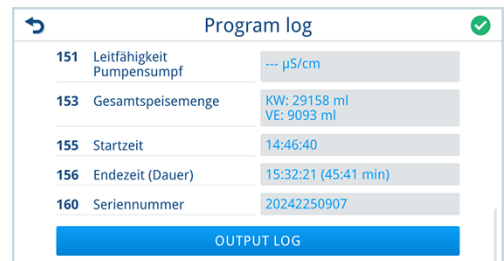 Program log
151 Leitfähigkeit Pumpensumpf --- µS/cm
153 Gesamtspeisemenge KW: 29158 ml
VE: 9093 ml
155 Startzeit 14:46:40
156 Endezeit (Dauer) 15:32:21 (45:41 min)
160 Seriennummer 20242250907
OUTPUT LOG